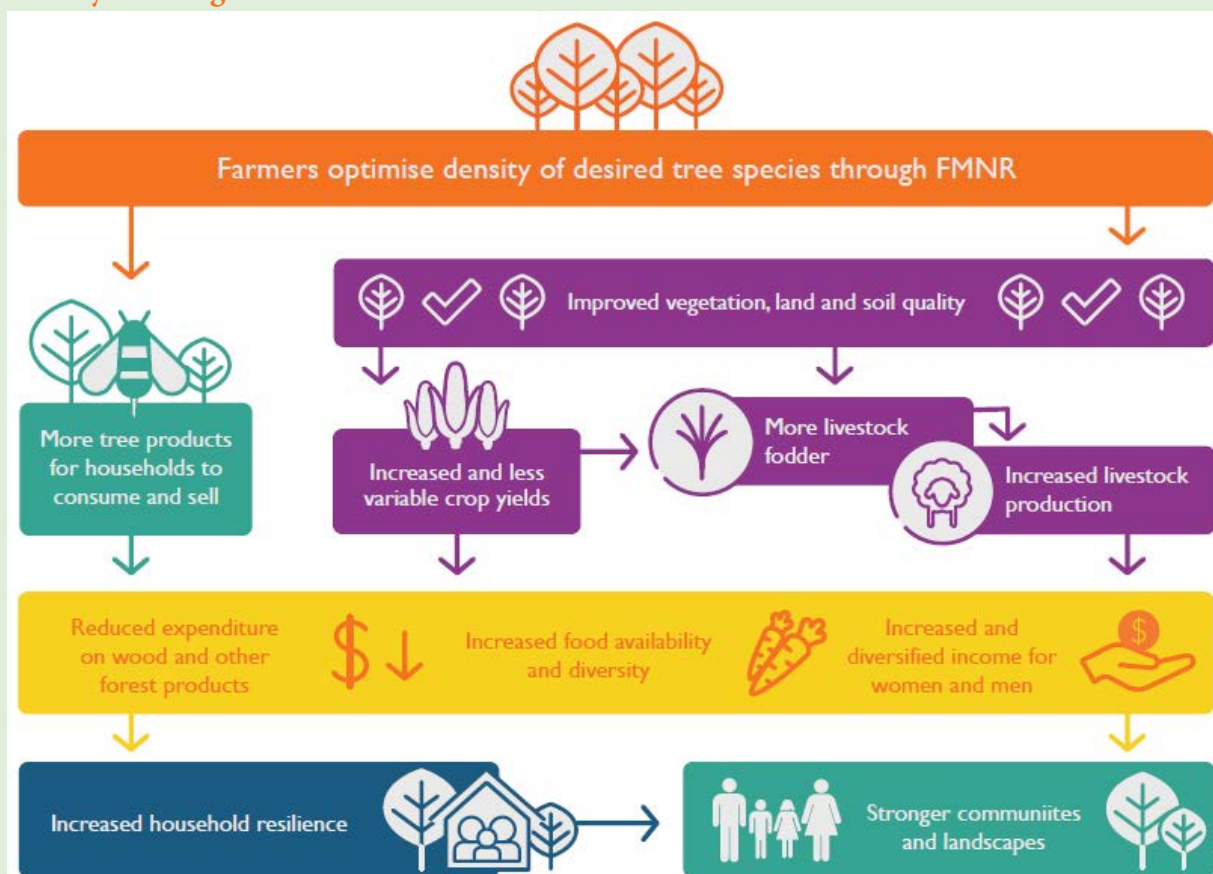 Farmers optimise density of desired tree species through FMNR
Improved vegetation, land and soil quality
More tree products
for households to
consume and sell
Increased and less
variable crop yields
More livestock
fodder
Increased livestock
production
Reduced expenditure
on wood and other
forest products
$
Increased food availability
and diversity
Increased and
diversified income for
women and men
$
Increased household resilience
Stronger communiites
and landscapes